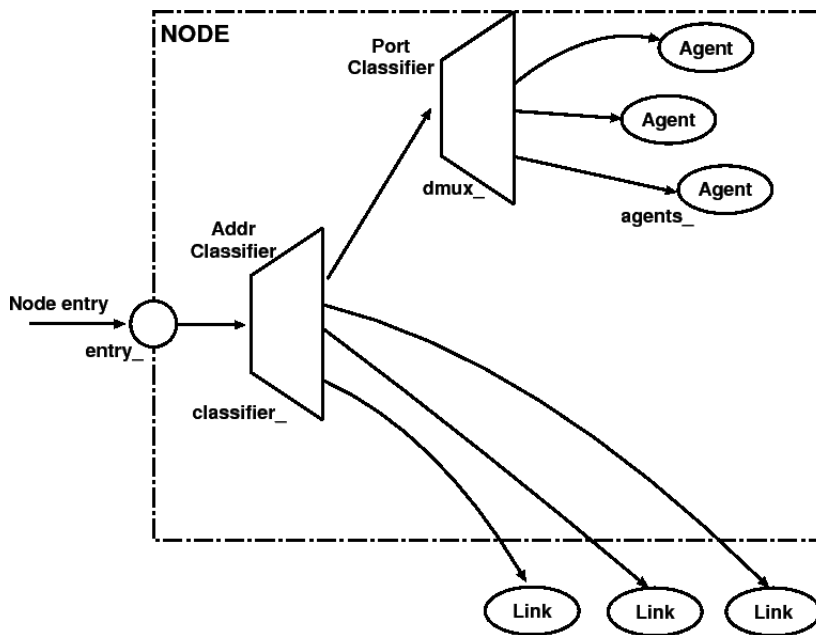 NODE
Port
Classifier
Agent
Agent
dmux_
Agent
agents_
Addr
Classifier
Node entry
entry_
classifier_
Link
Link
Link